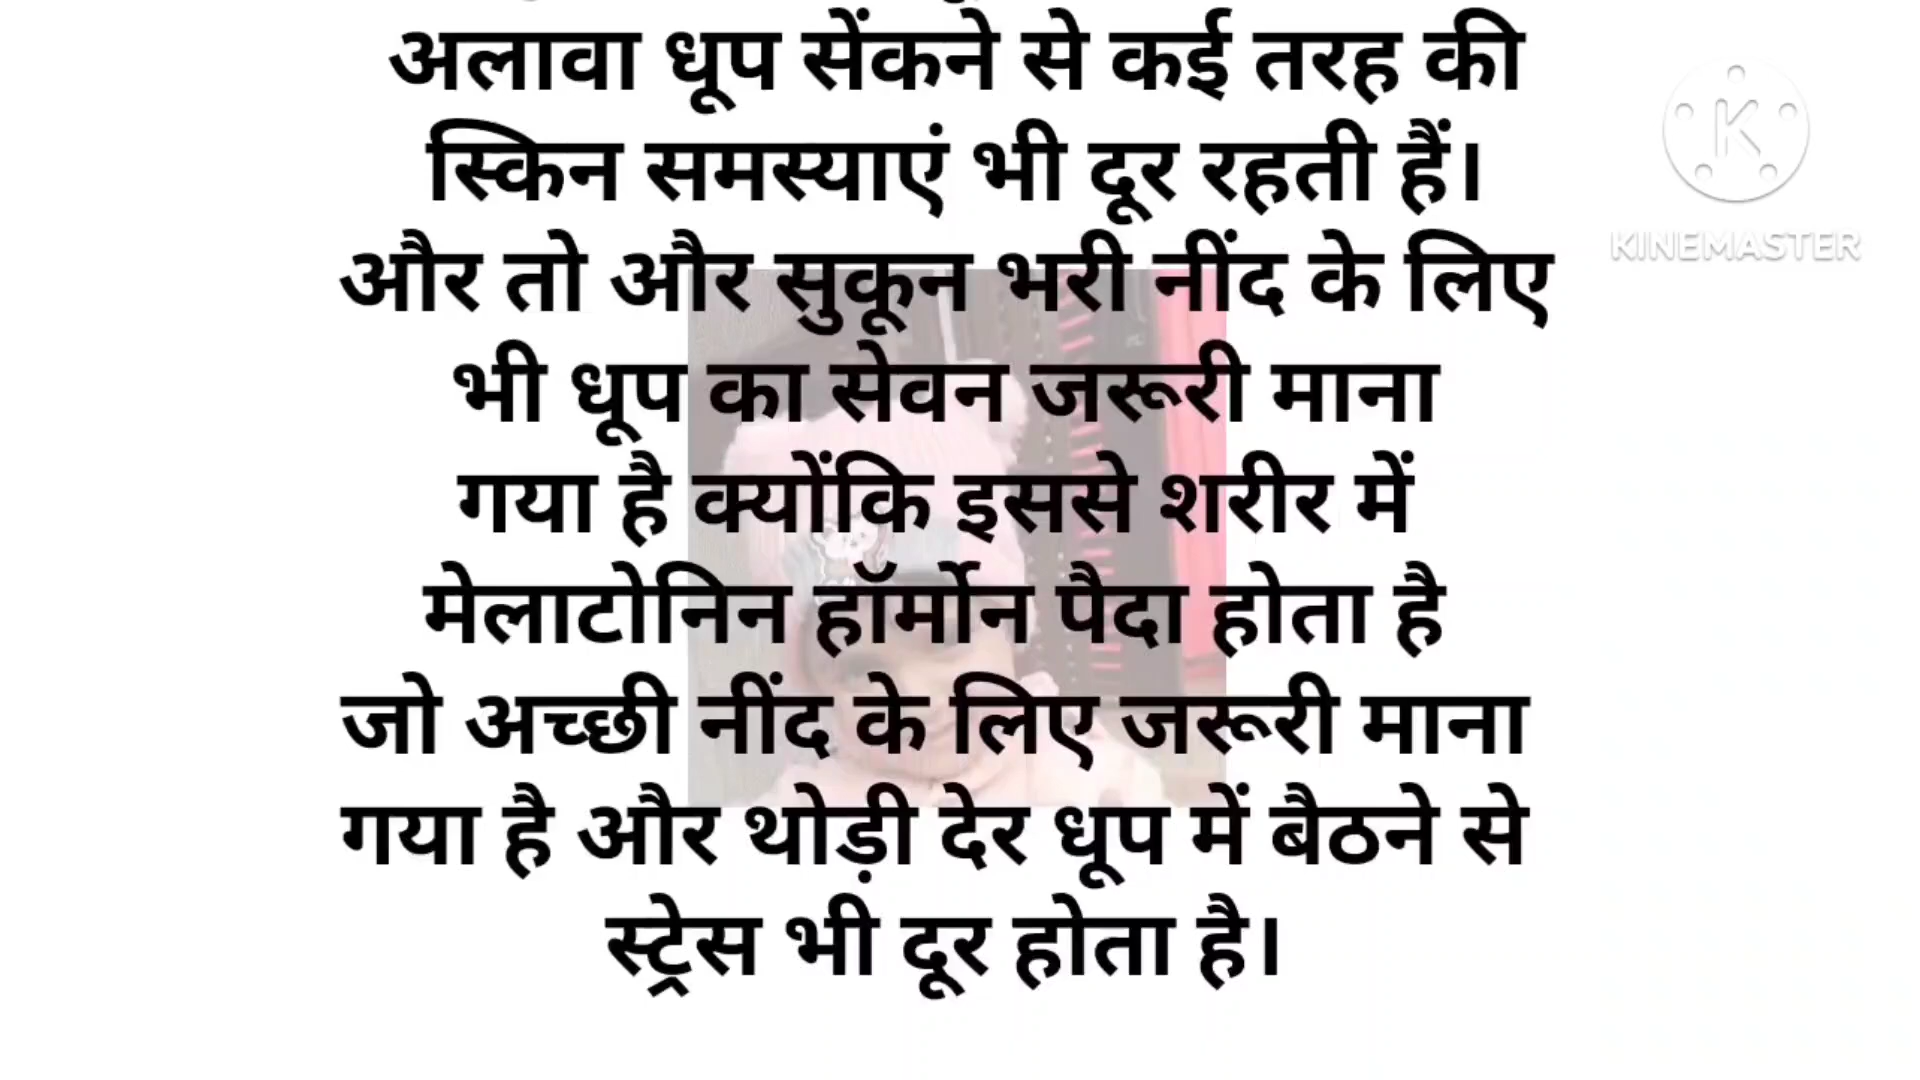 अलावा धूप सेंकने से कई तरह की
स्किन समस्याएं भी दूर रहती हैं।
और तो और सुकून भरी नींद के लिए
भी धूप का सेवन जरूरी माना
गया है क्योंकि इससे शरीर में
मेलाटोनिन हॉर्मोन पैदा होता है
जो अच्छी नींद के लिए जरूरी माना
गया है और थोड़ी देर धूप में बैठने से
स्ट्रेस भी दूर होता है।
K
KINEMASTER